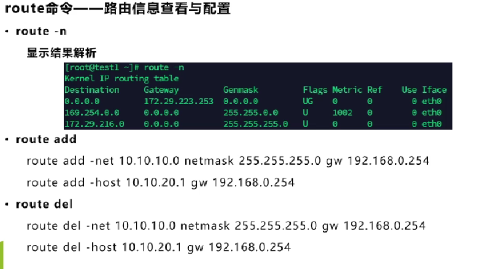 route命令——路由信息查看与配置
• route -n
显示结果解析
[root@test1 ~]# route -n
Kernel IP routing table
Destination Gateway Genmask Flags Metric Ref Use Iface
0.0.0.0 172.29.223.253 0.0.0.0 UG 0 0 0 eth0
169.254.0.0 0.0.0.0 255.255.0.0 U 1002 0 0 eth0
172.29.216.0 0.0.0.0 255.255.255.0 U 0 0 0 eth0
• route add
route add -net 10.10.10.0 netmask 255.255.255.0 gw 192.168.0.254
route add -host 10.10.20.1 gw 192.168.0.254
• route del
route del -net 10.10.10.0 netmask 255.255.255.0 gw 192.168.0.254
route del -host 10.10.20.1 gw 192.168.0.254